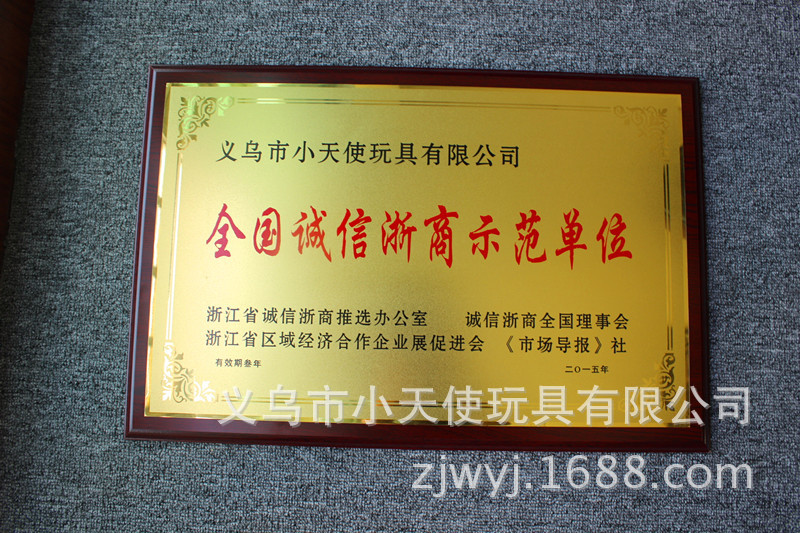 义乌市小天使玩具有限公司
全国诚信浙商示范单位
浙江省诚信浙商推选办公室 诚信浙商全国理事会
浙江省区域经济合作企业展促进会 《市场导报》社
有效期叁年 二〇一五年
义乌市小天使玩具有限公司
zjwyj.1688.com